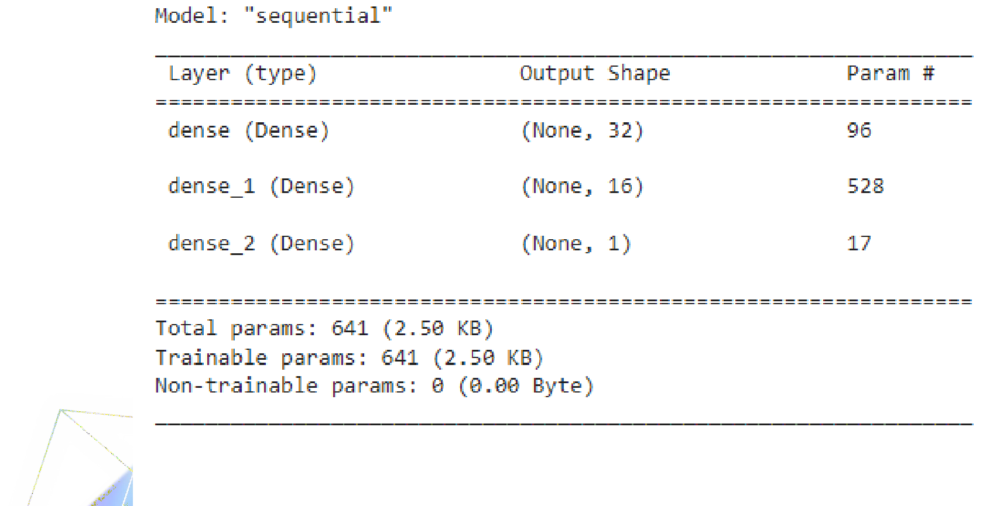 Model: "sequential"
_________________________________________________________________
Layer (type) Output Shape Param #
=================================================================
dense (Dense) (None, 32) 96
dense_1 (Dense) (None, 16) 528
dense_2 (Dense) (None, 1) 17
=================================================================
Total params: 641 (2.50 KB)
Trainable params: 641 (2.50 KB)
Non-trainable params: 0 (0.00 Byte)
_________________________________________________________________